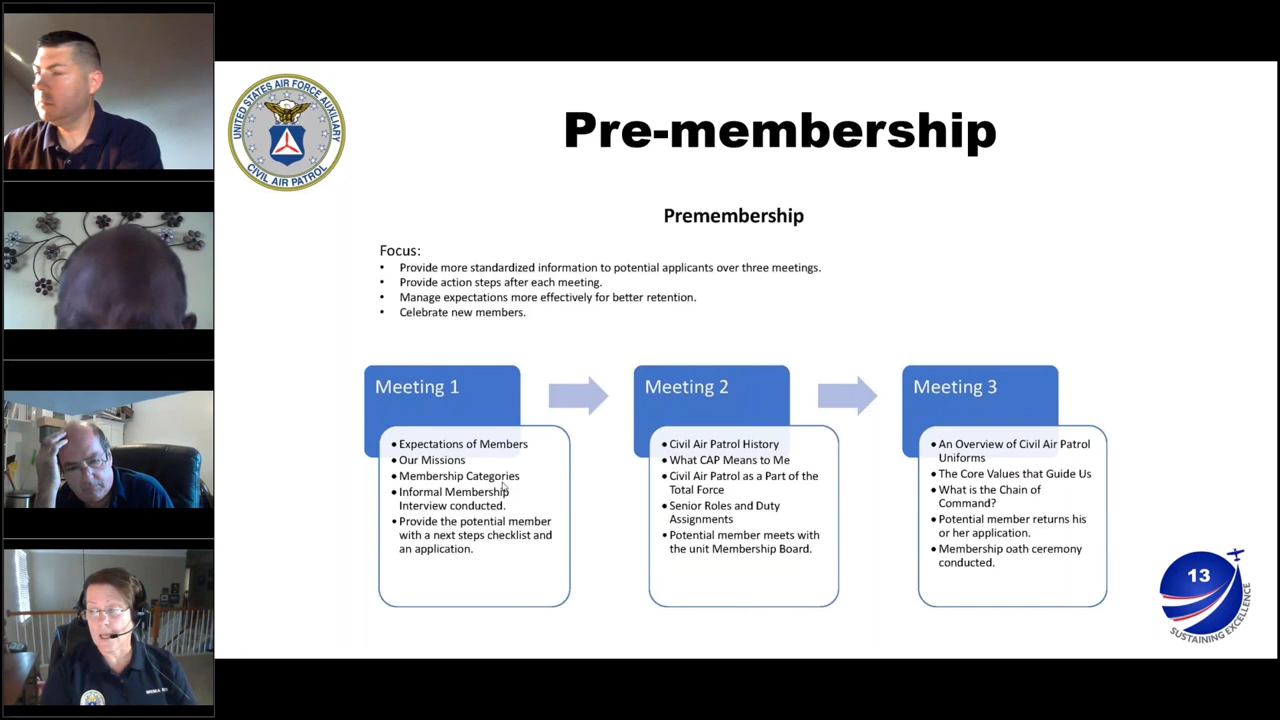 UNITED STATES AIR FORCE AUXILIARY
CIVIL AIR PATROL
Pre-membership
Premembership
Focus:
• Provide more standardized information to potential applicants over three meetings.
• Provide action steps after each meeting.
• Manage expectations more effectively for better retention.
• Celebrate new members.
Meeting 1
• Expectations of Members
• Our Missions
• Membership Categories
• Informal Membership
Interview conducted.
• Provide the potential member
with a next steps checklist and
an application.
Meeting 2
• Civil Air Patrol History
• What CAP Means to Me
• Civil Air Patrol as a Part of the
Total Force
• Senior Roles and Duty
Assignments
• Potential member meets with
the unit Membership Board.
Meeting 3
• An Overview of Civil Air Patrol
Uniforms
• The Core Values that Guide Us
• What is the Chain of
Command?
• Potential member returns his
or her application.
• Membership oath ceremony
conducted.
13
SUSTAINING EXCELLENCE